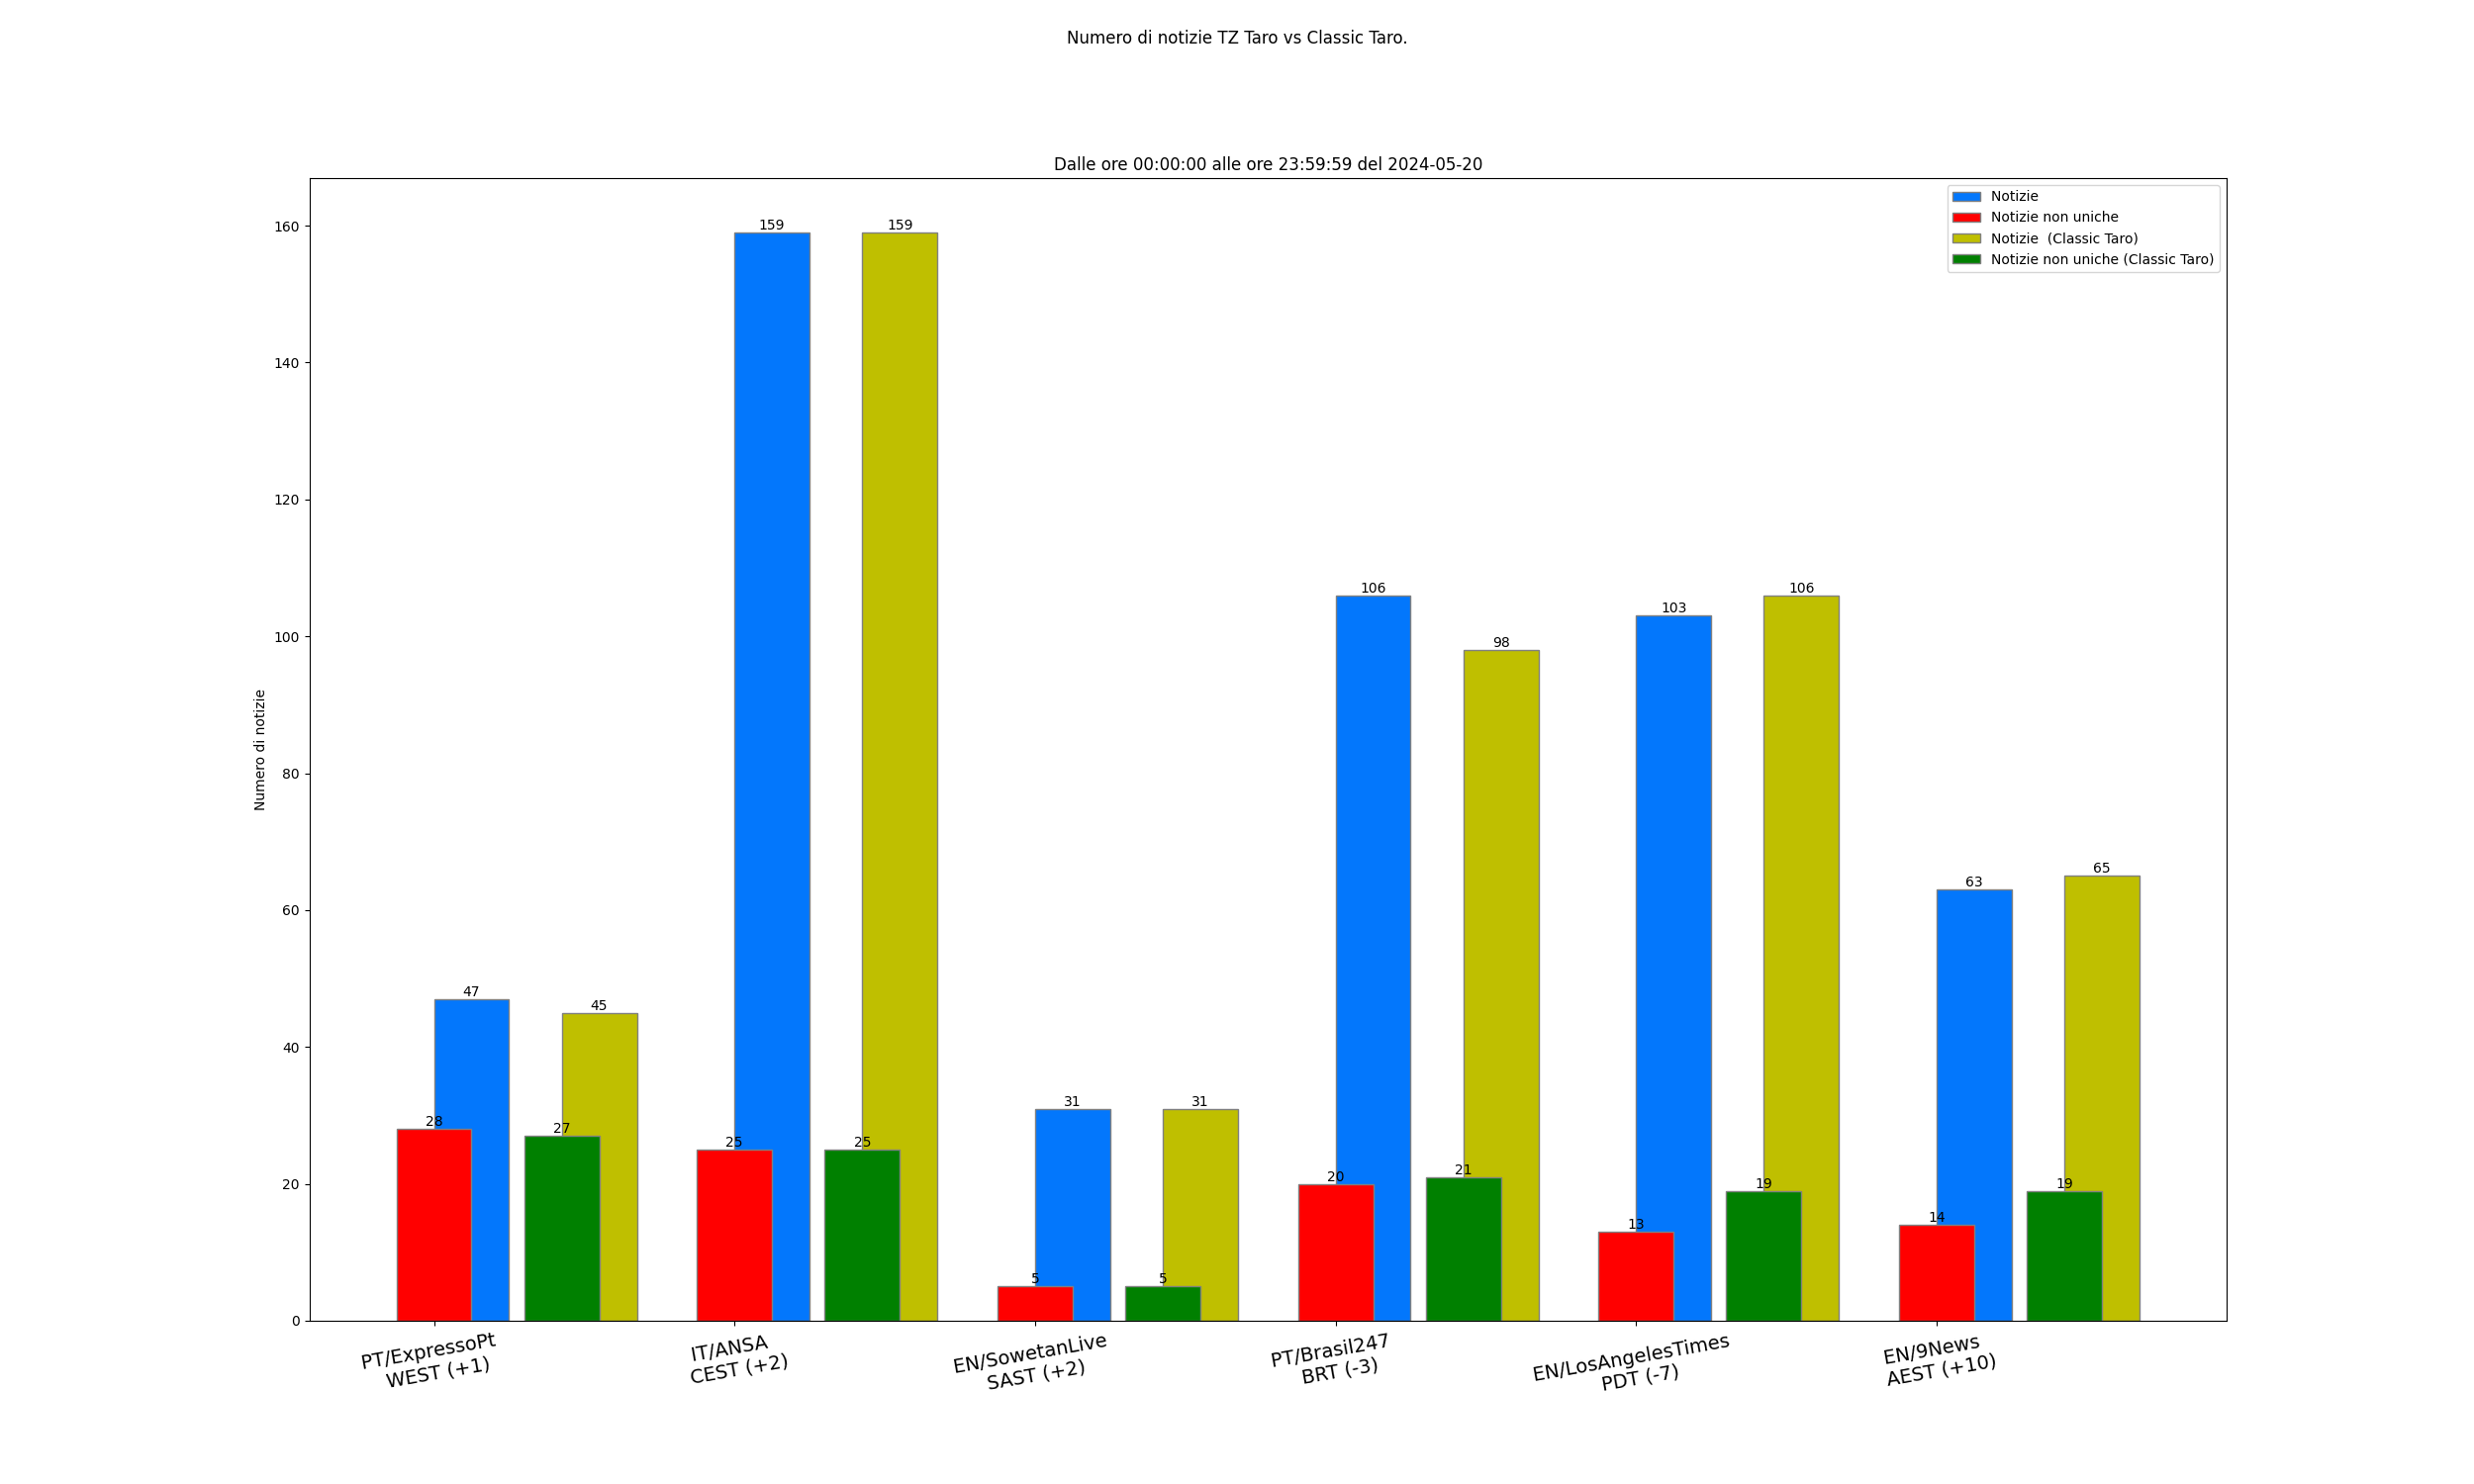 Numero di notizie TZ Taro vs Classic Taro.
Dalle ore 00:00:00 alle ore 23:59:59 del 2024-05-20
Notizie
Notizie non uniche
Notizie  (Classic Taro)
Notizie non uniche (Classic Taro)
Numero di notizie
160
140
120
100
80
60
40
20
0
28
47
27
45
25
159
25
159
5
31
5
31
20
106
21
98
13
103
19
106
14
63
19
65
PT/ExpressoPt
WEST (+1)
IT/ANSA
CEST (+2)
EN/SowetanLive
SAST (+2)
PT/Brasil247
BRT (-3)
EN/LosAngelesTimes
PDT (-7)
EN/9News
AEST (+10)